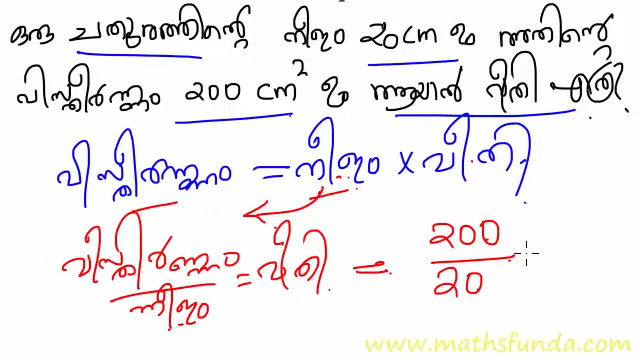 ഒരു ചതുരത്തിന്റെ നീളം 20cm ഉം അതിന്റെ
വിസ്തീർണ്ണം 200 cm² ഉം ആയാൽ വീതി എത്ര?
വിസ്തീർണ്ണം = നീളം × വീതി
വിസ്തീർണ്ണം / നീളം = വീതി = 200 / 20
www.mathsfunda.com